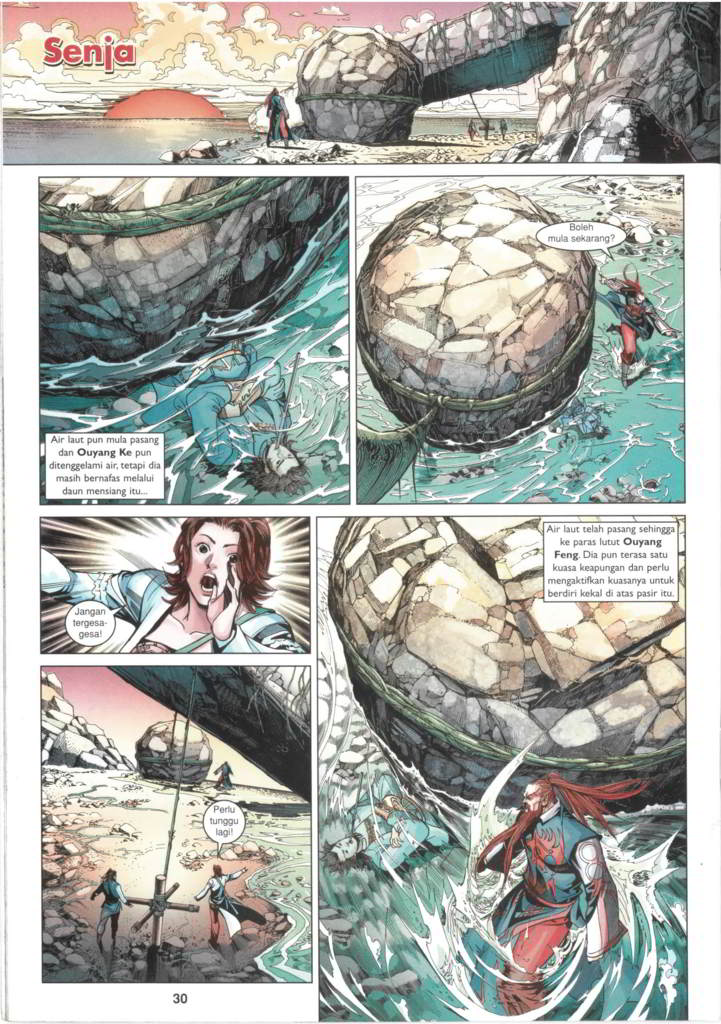 Senja
Air laut pun mula pasang
dan Ouyang Ke pun
ditenggelami air, tetapi dia
masih bernafas melalui
daun mensiang itu...
Boleh
mula sekarang?
Jangan
tergesa-
gesa!
Air laut telah pasang sehingga
ke paras lutut Ouyang
Feng. Dia pun terasa satu
kuasa keapungan dan perlu
mengaktifkan kuasanya untuk
berdiri kekal di atas pasir itu.
Perlu
tunggu
lagi!
30